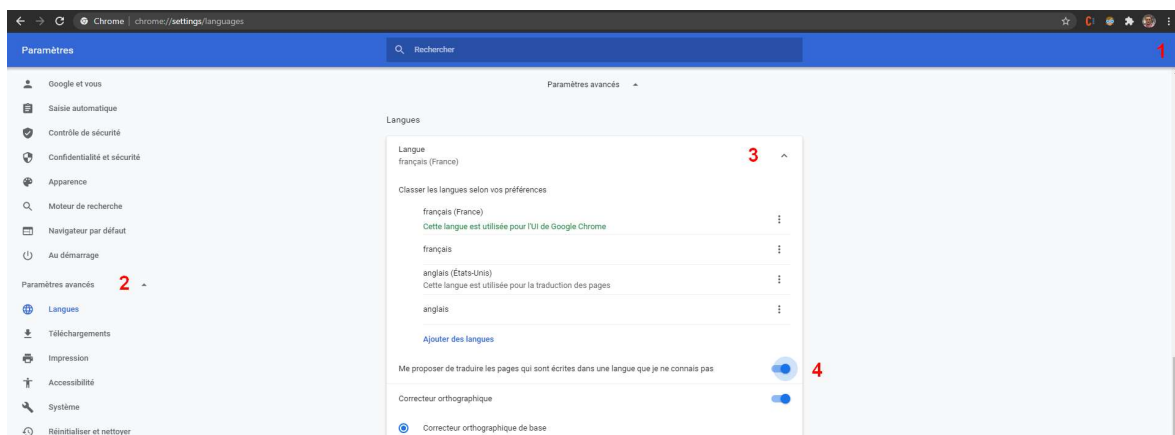 Chrome | chrome://settings/languages
Paramètres
Rechercher
1
Google et vous
Saisie automatique
Contrôle de sécurité
Confidentialité et sécurité
Apparence
Moteur de recherche
Navigateur par défaut
Au démarrage
Paramètres avancés 2
Langues
Téléchargements
Impression
Accessibilité
Système
Réinitialiser et nettoyer
Paramètres avancés
Langues
Langue 3
français (France)
Classer les langues selon vos préférences
français (France)
Cette langue est utilisée pour l'UI de Google Chrome
français
anglais (États-Unis)
Cette langue est utilisée pour la traduction des pages
anglais
Ajouter des langues
Me proposer de traduire les pages qui sont écrites dans une langue que je ne connais pas 4
Correcteur orthographique
Correcteur orthographique de base